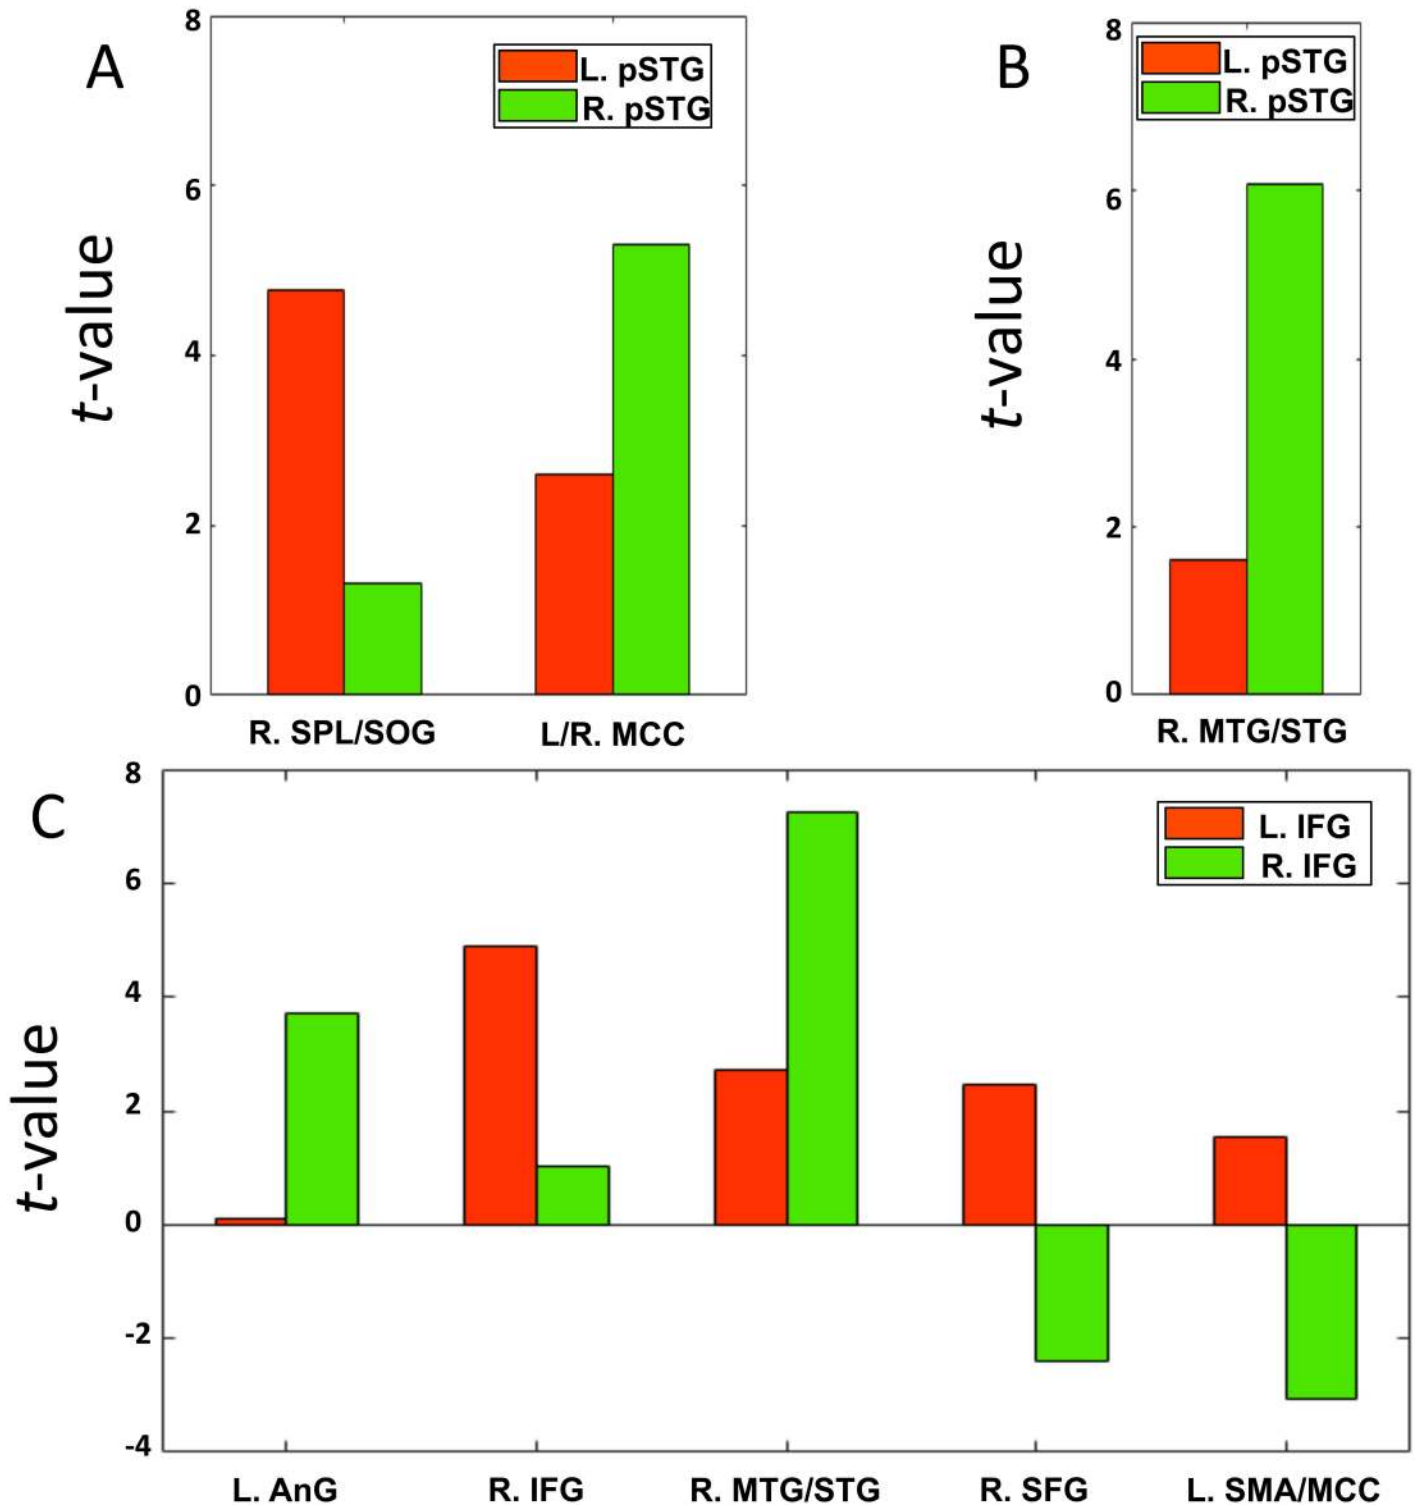 A
8
6
4
2
0
t-value
L. pSTG
R. pSTG
R. SPL/SOG
L/R. MCC
B
8
6
4
2
0
t-value
L. pSTG
R. pSTG
R. MTG/STG
C
8
6
4
2
0
-2
-4
t-value
L. IFG
R. IFG
L. AnG
R. IFG
R. MTG/STG
R. SFG
L. SMA/MCC